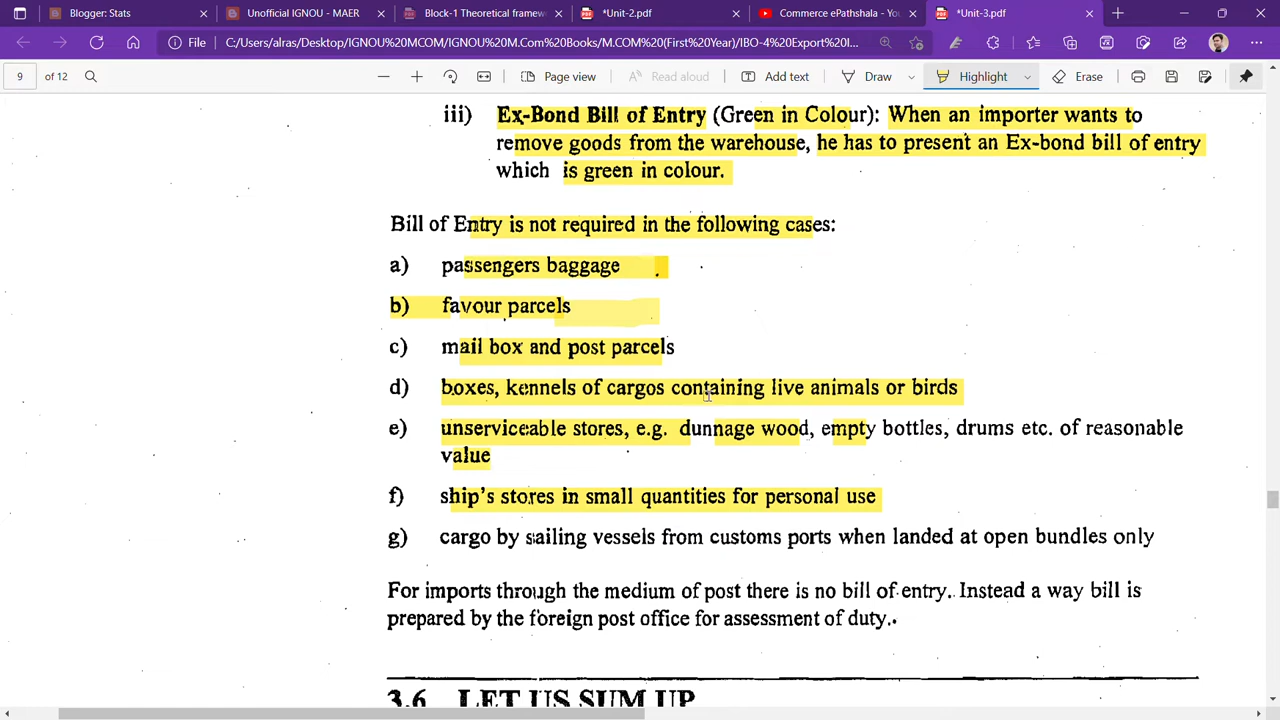 Blogger: Stats
Unofficial IGNOU - MAER
Block-1 Theoretical framew
*Unit-2.pdf
Commerce ePathshala - YouT
*Unit-3.pdf
File
C:/Users/alras/Desktop/IGNOU%20MCOM/IGNOU%20M.Com%20Books/M.COM%20(First%20Year)/IBO-4%20Export%20I...
9 of 12
Page view
Read aloud
Add text
Draw
Highlight
Erase
iii) Ex-Bond Bill of Entry (Green in Colour): When an importer wants to
remove goods from the warehouse, he has to present an Ex-bond bill of entry
which is green in colour.
Bill of Entry is not required in the following cases:
a) passengers baggage
b) favour parcels
c) mail box and post parcels
d) boxes, kennels of cargos containing live animals or birds
e) unserviceable stores, e.g. dunnage wood, empty bottles, drums etc. of reasonable
value
f) ship's stores in small quantities for personal use
g) cargo by sailing vessels from customs ports when landed at open bundles only
For imports through the medium of post there is no bill of entry. Instead a way bill is
prepared by the foreign post office for assessment of duty.
3.6 LET US SUM UP